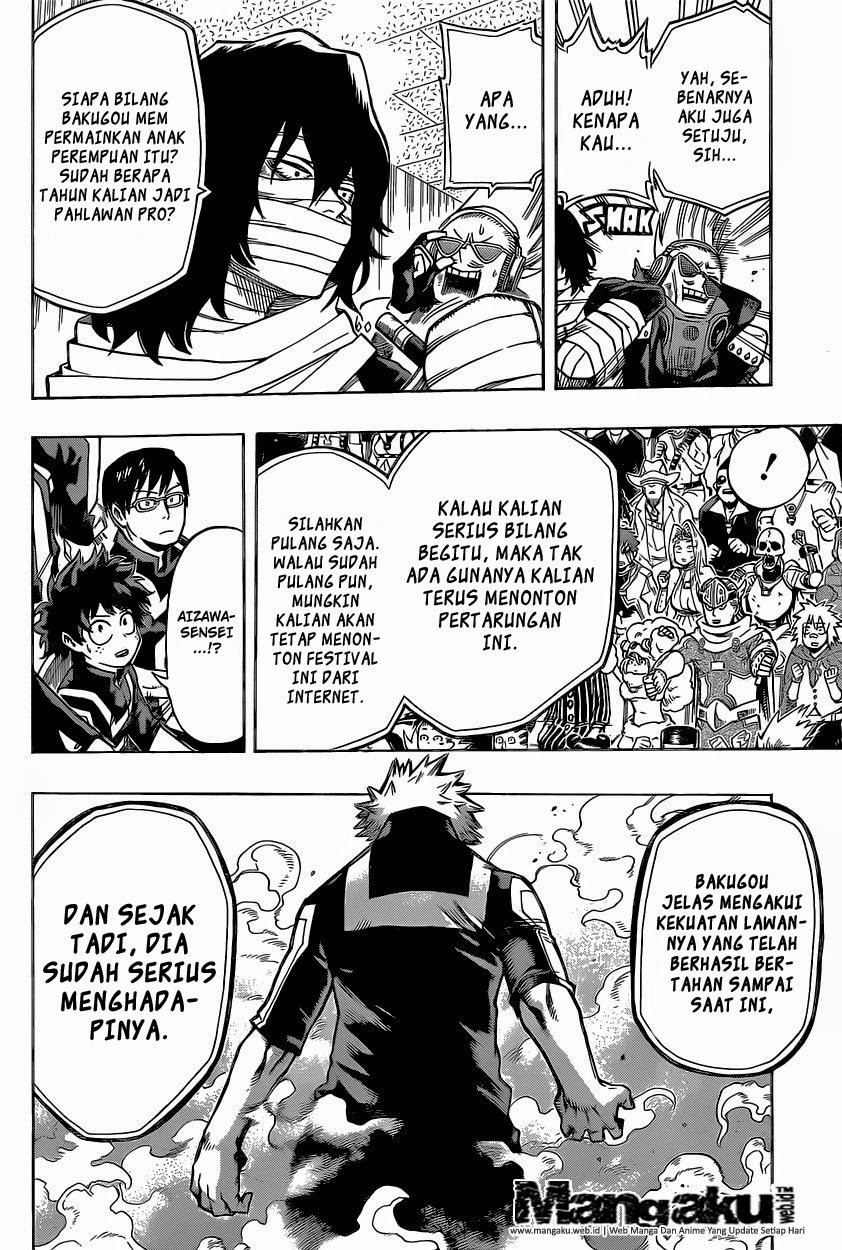 YAH, SE-
BENARNYA
AKU JUGA
SETUJU,
SIH...
ADUH!
KENAPA
KAU...
SMAK
APA
YANG...
SIAPA BILANG
BAKUGOU MEM
PERMAINKAN ANAK
PEREMPUAN ITU?
SUDAH BERAPA
TAHUN KALIAN JADI
PAHLAWAN PRO?
!
KALAU KALIAN
SERIUS BILANG
BEGITU, MAKA TAK
ADA GUNANYA KALIAN
TERUS MENONTON
PERTARUNGAN
INI.
SILAHKAN
PULANG SAJA.
WALAU SUDAH
PULANG PUN,
MUNGKIN
KALIAN AKAN
TETAP MENON-
TON FESTIVAL
INI DARI
INTERNET.
AIZAWA-
SENSEI
...!?
BAKUGOU
JELAS MENGAKUI
KEKUATAN LAWAN-
NYA YANG TELAH
BERHASIL BER-
TAHAN SAMPAI
SAAT INI,
DAN SEJAK
TADI, DIA
SUDAH SERIUS
MENGHADA-
PINYA.
Mangaku web.id™
www.mangaku.web.id | Web Manga Dan Anime Yang Update Setiap Hari